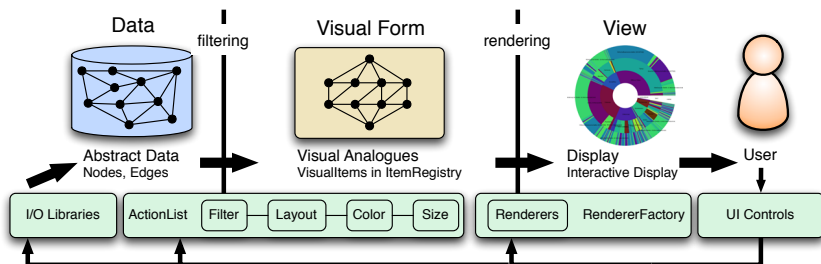 Data
filtering
Visual Form
rendering
View
Abstract Data
Nodes, Edges
Visual Analogues
VisualItems in ItemRegistry
Display
Interactive Display
User
I/O Libraries
ActionList
Filter
Layout
Color
Size
Renderers
RendererFactory
UI Controls